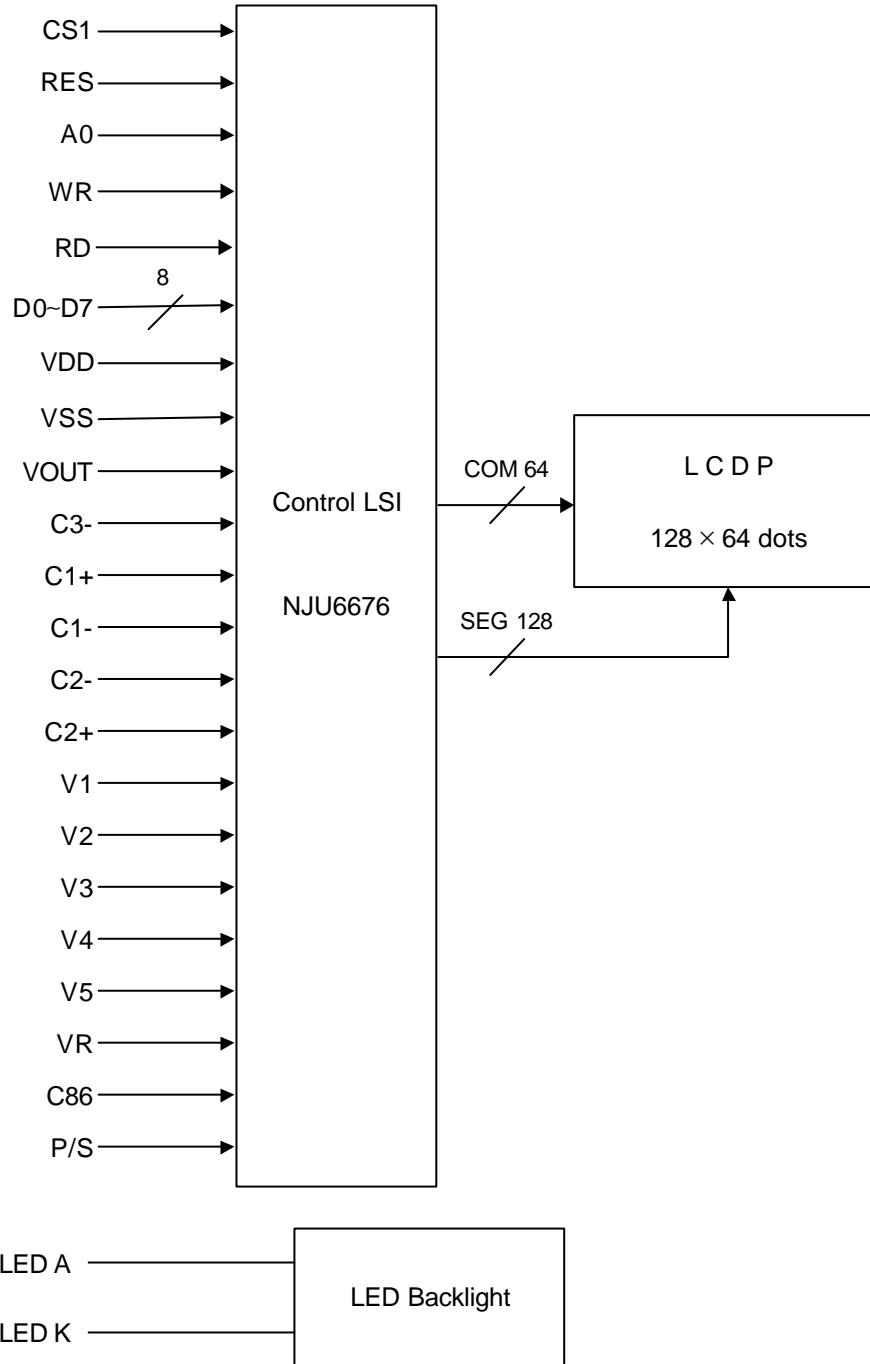 CS1
RES
A0
WR
RD
8
D0~D7
VDD
VSS
VOUT
C3-
C1+
C1-
C2-
C2+
V1
V2
V3
V4
V5
VR
C86
P/S
Control LSI
NJU6676
COM 64
SEG 128
L C D P
128 × 64 dots
LED A
LED K
LED Backlight